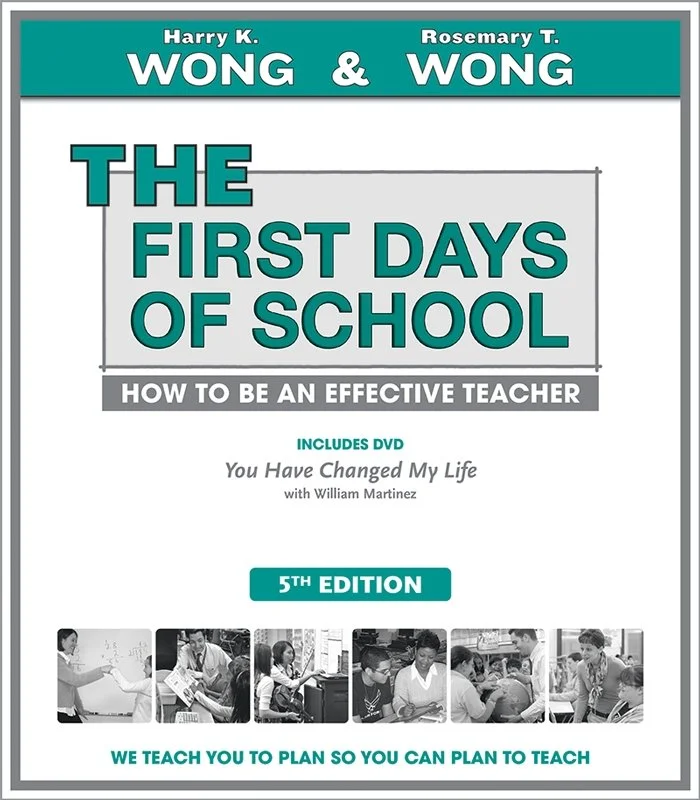 Harry K. Rosemary T.
WONG & WONG
THE
FIRST DAYS
OF SCHOOL
HOW TO BE AN EFFECTIVE TEACHER
INCLUDES DVD
You Have Changed My Life
with William Martinez
5TH EDITION
WE TEACH YOU TO PLAN SO YOU CAN PLAN TO TEACH